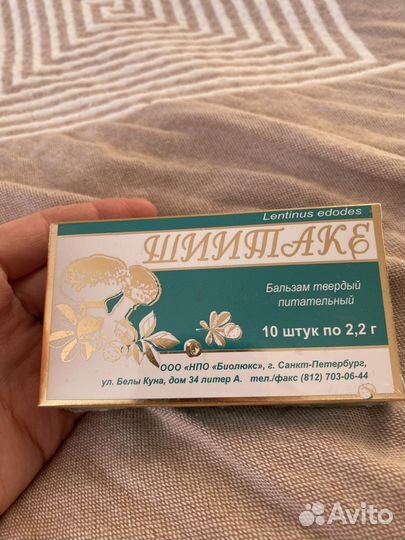 Lentinus edodes
ШИИТАКЕ
Бальзам твердый
питательный
10 штук по 2,2 г
ООО «НПО «Биолюкс», г. Санкт-Петербург,
ул. Белы Куна, дом 34 литер А. тел./факс (812) 703-06-44
Avito